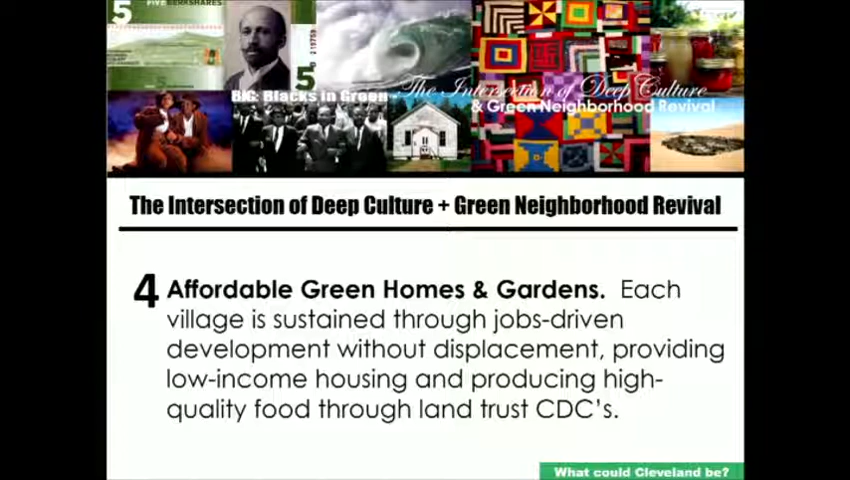 5 FIVE BERKSHARES
5
BIG: Blacks in Green - The Intersection of Deep Culture
& Green Neighborhood Revival
The Intersection of Deep Culture + Green Neighborhood Revival
4 Affordable Green Homes & Gardens. Each
village is sustained through jobs-driven
development without displacement, providing
low-income housing and producing high-
quality food through land trust CDC's.
What could Cleveland be?